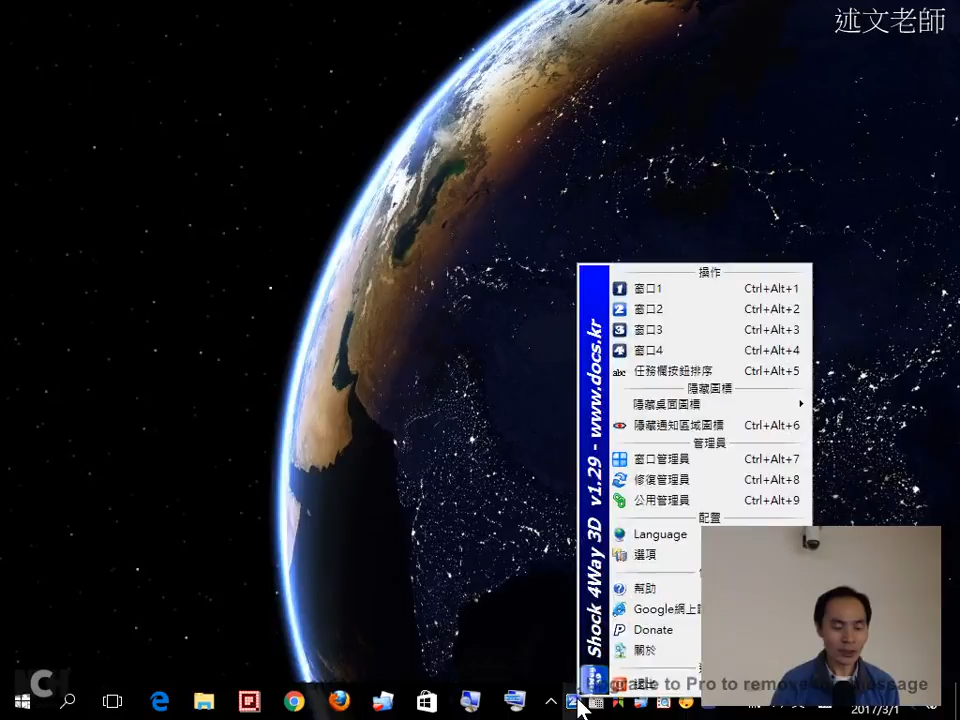 述文老師
操作
窗口1 Ctrl+Alt+1
窗口2 Ctrl+Alt+2
窗口3 Ctrl+Alt+3
窗口4 Ctrl+Alt+4
abc 任務欄按鈕排序 Ctrl+Alt+5
隱藏圖標
隱藏桌面圖標
隱藏通知區域圖標 Ctrl+Alt+6
管理員
窗口管理員 Ctrl+Alt+7
修復管理員 Ctrl+Alt+8
公用管理員 Ctrl+Alt+9
配置
Language
選項
幫助
Google網上
Donate
關於
Shock 4Way 3D v1.29 - www.docs.kr
to Pro to remove
2017/3/1